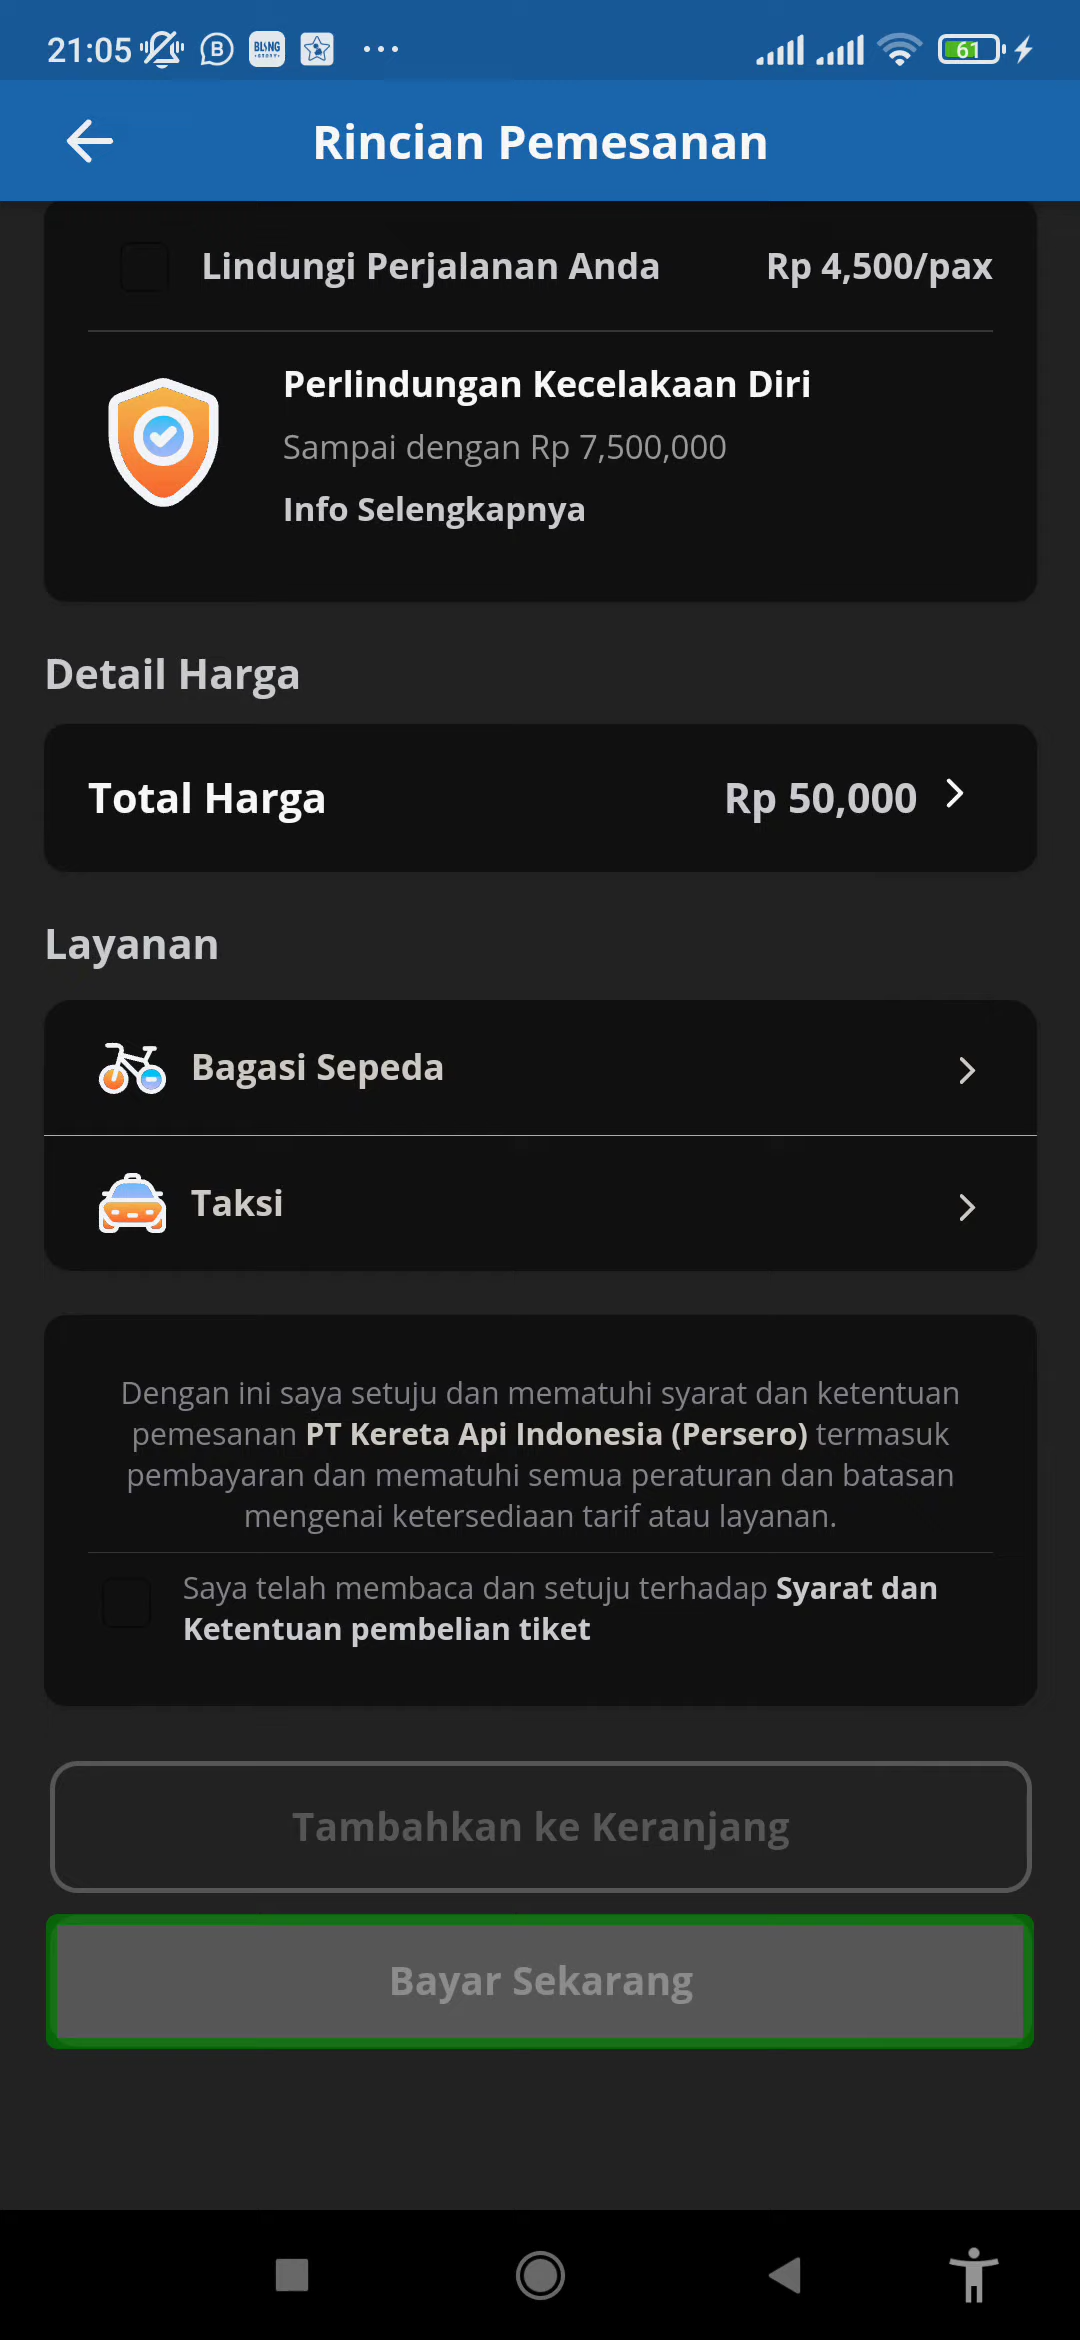 21:05
BLiNG
61
Rincian Pemesanan
Lindungi Perjalanan Anda Rp 4,500/pax
Perlindungan Kecelakaan Diri
Sampai dengan Rp 7,500,000
Info Selengkapnya
Detail Harga
Total Harga Rp 50,000
Layanan
Bagasi Sepeda
Taksi
Dengan ini saya setuju dan mematuhi syarat dan ketentuan
pemesanan PT Kereta Api Indonesia (Persero) termasuk
pembayaran dan mematuhi semua peraturan dan batasan
mengenai ketersediaan tarif atau layanan.
Saya telah membaca dan setuju terhadap Syarat dan
Ketentuan pembelian tiket
Tambahkan ke Keranjang
Bayar Sekarang